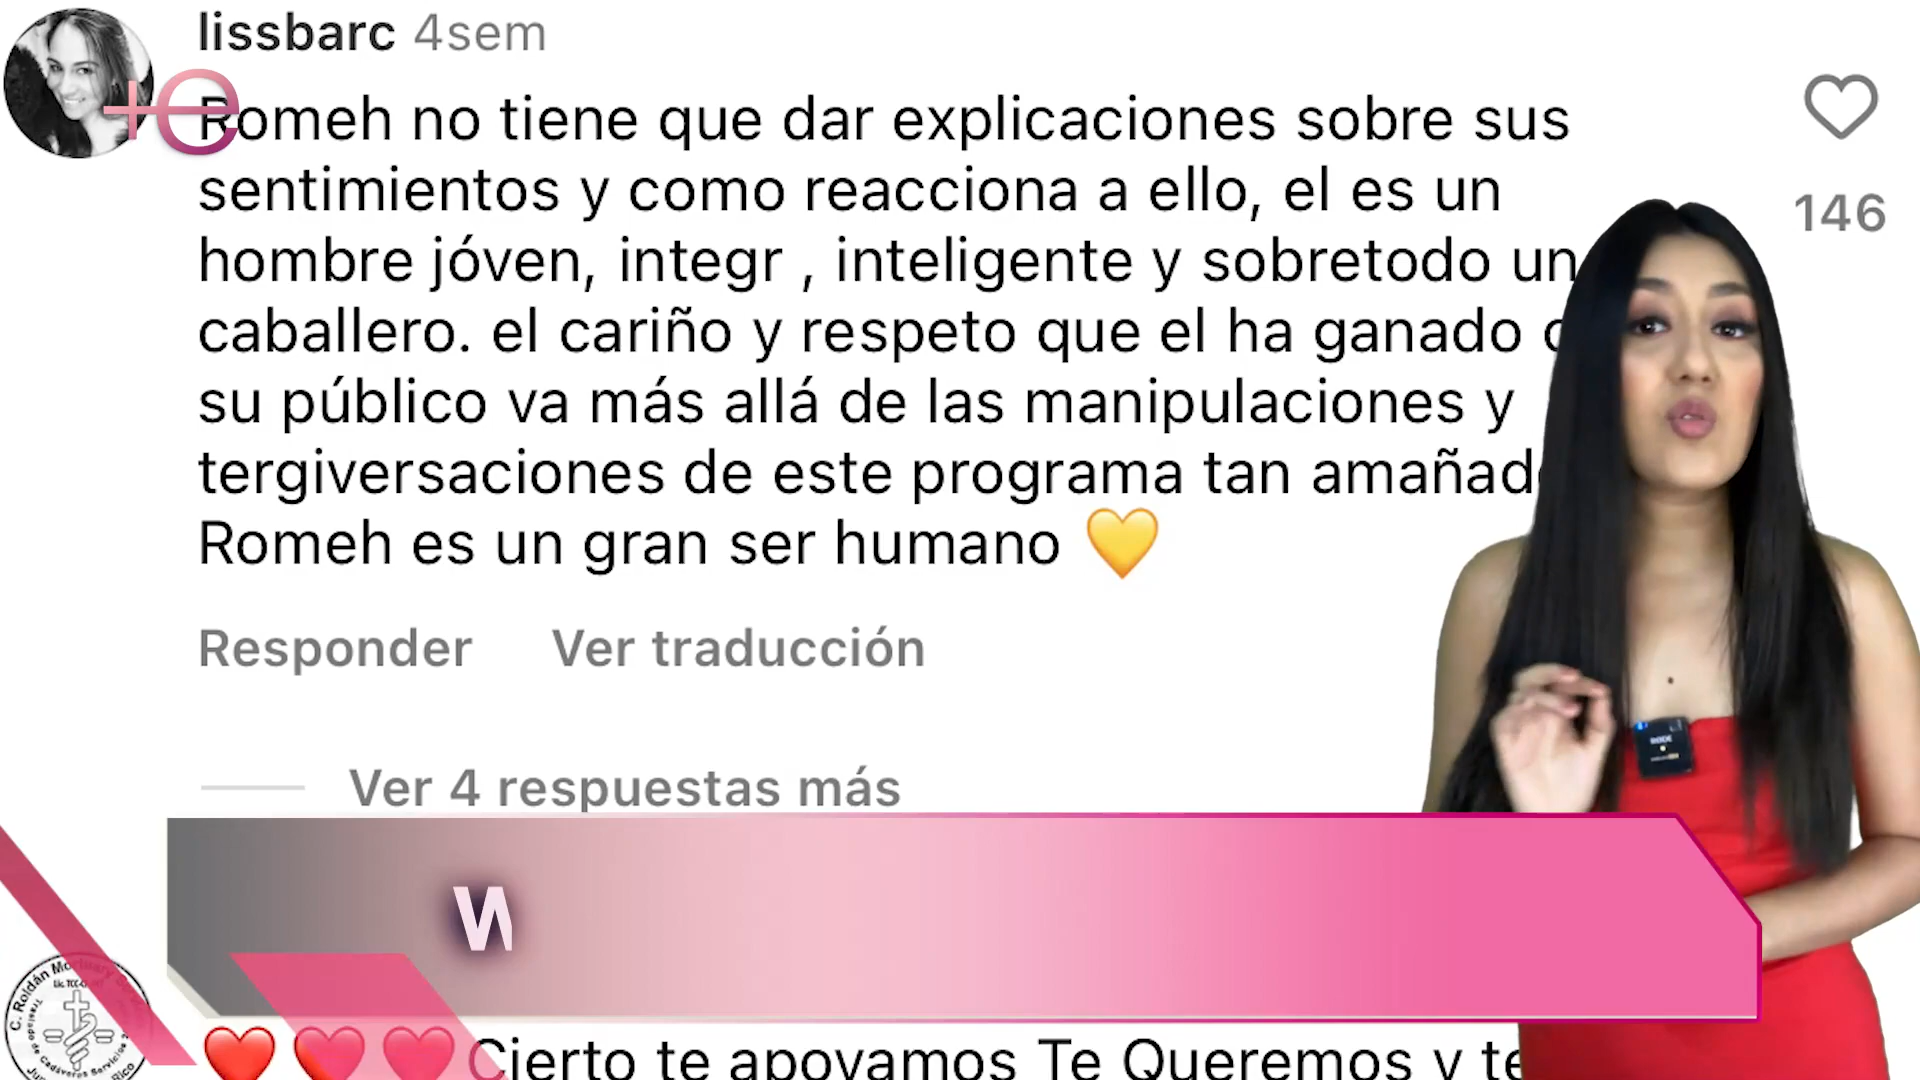 lissbarc 4sem
+e
Romeh no tiene que dar explicaciones sobre sus
sentimientos y como reacciona a ello, el es un
hombre jóven, integr , inteligente y sobretodo un
caballero. el cariño y respeto que el ha ganado
su público va más allá de las manipulaciones y
tergiversaciones de este programa tan
Romeh es un gran ser humano 💛
146
Responder Ver traducción
Ver 4 respuestas más
RODE
W
C. Roldán
❤️❤️❤️Cierto te apoyamos Te Queremos y te